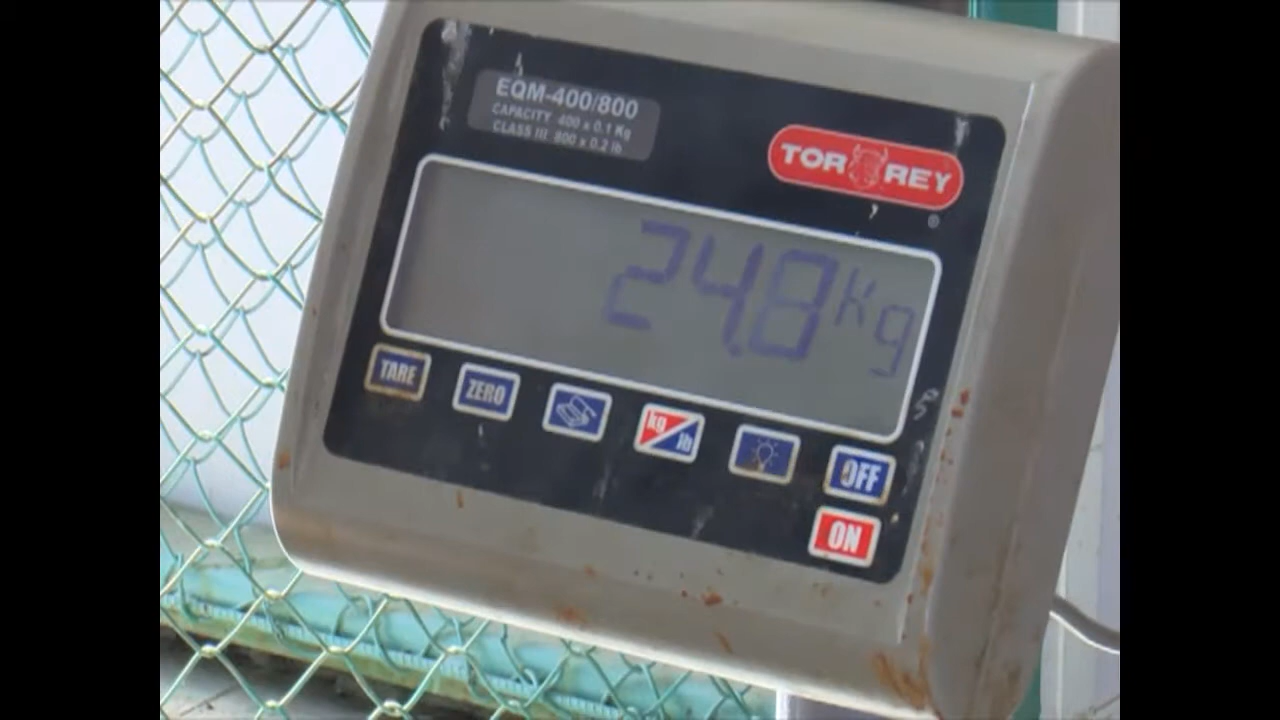 EQM-400/800
CAPACITY 400 x 0.1 Kg
CLASS III 800 x 0.2 lb
TOR REY
®
24.8 Kg
TARE
ZERO
kg lb
OFF
ON